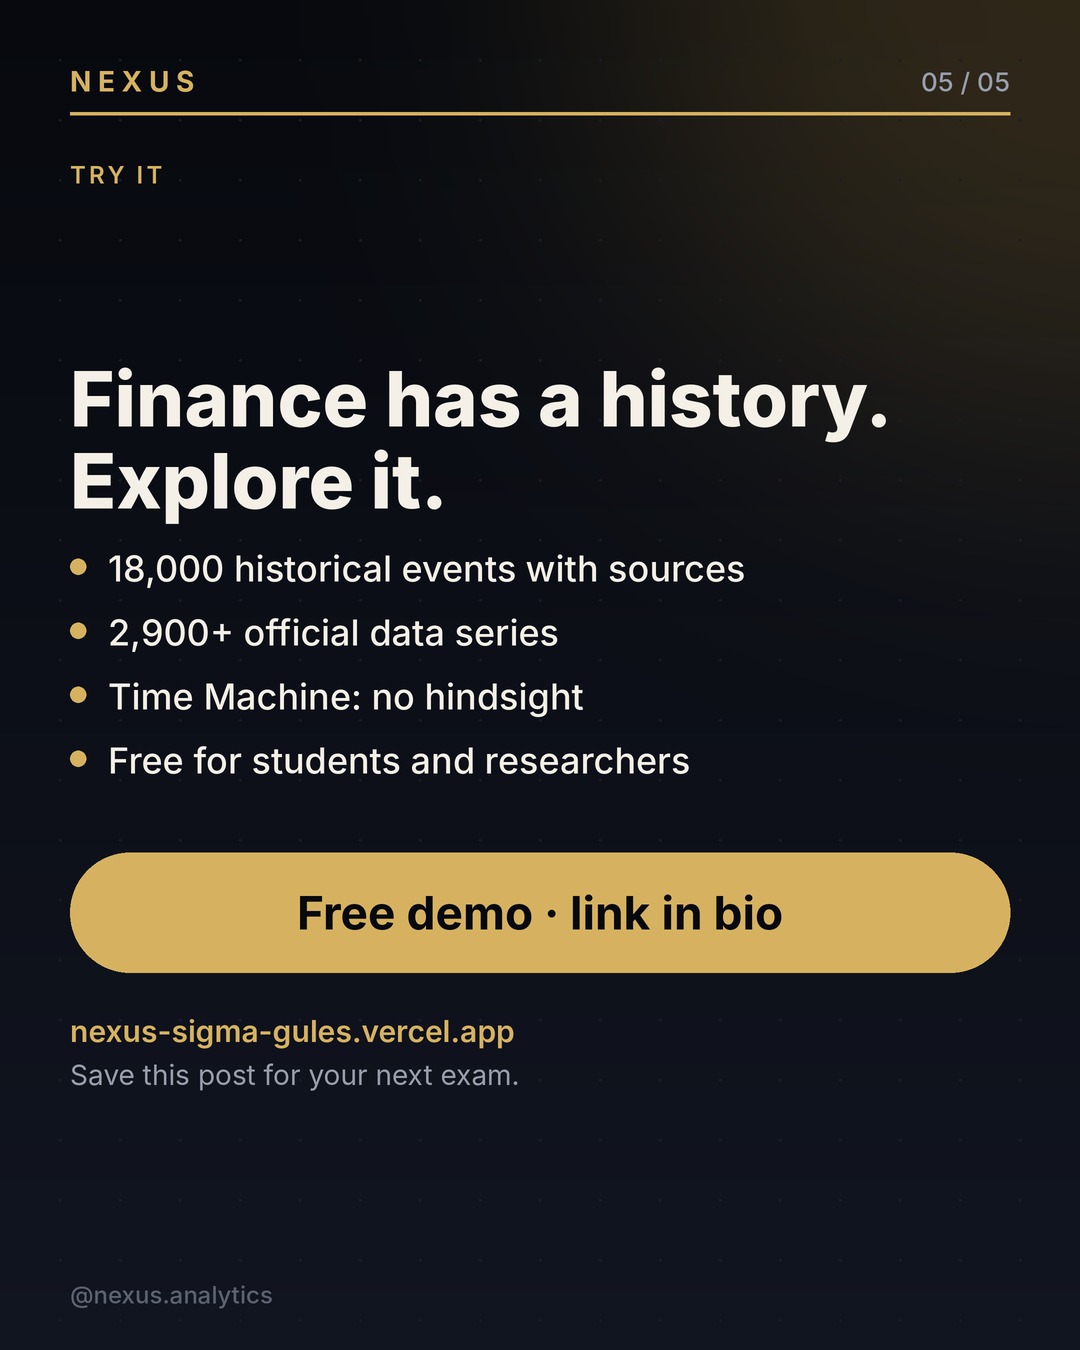 NEXUS
05 / 05
TRY IT
Finance has a history.
Explore it.
18,000 historical events with sources
2,900+ official data series
Time Machine: no hindsight
Free for students and researchers
Free demo · link in bio
nexus-sigma-gules.vercel.app
Save this post for your next exam.
@nexus.analytics